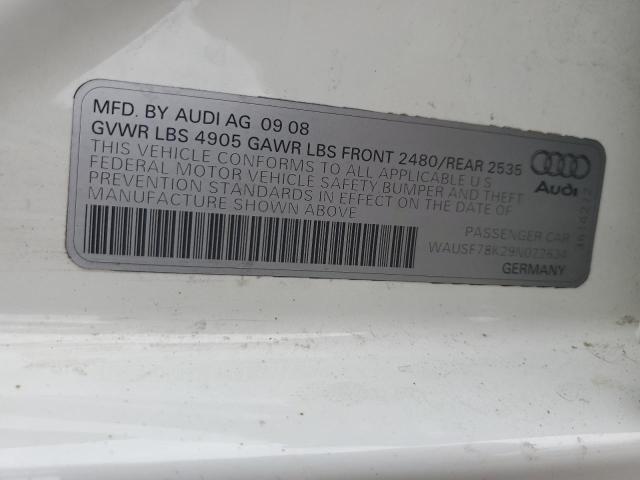 MFD. BY AUDI AG 09 08
GVWR LBS 4905 GAWR LBS FRONT 2480/REAR 2535
THIS VEHICLE CONFORMS TO ALL APPLICABLE U S
FEDERAL MOTOR VEHICLE SAFETY, BUMPER AND THEFT
PREVENTION STANDARDS IN EFFECT ON THE DATE OF
MANUFACTURE SHOWN ABOVE
Audi
PASSENGER CAR
WAUSF78K29N022634
GERMANY